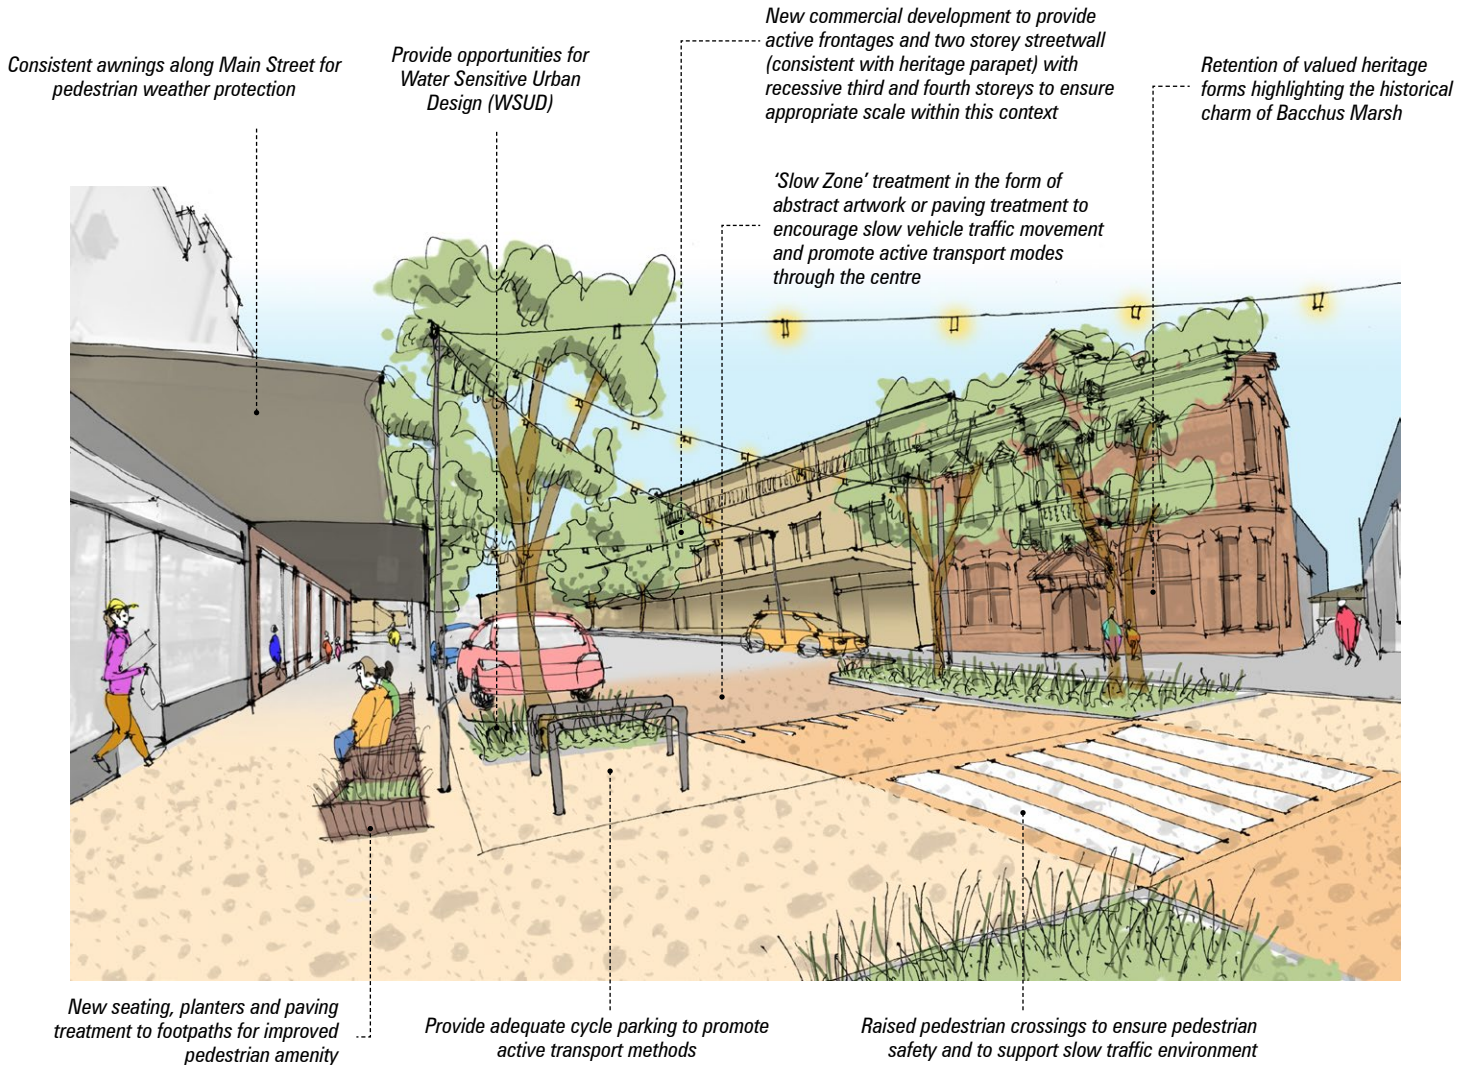 Consistent awnings along Main Street for
pedestrian weather protection
Provide opportunities for
Water Sensitive Urban
Design (WSUD)
New commercial development to provide
active frontages and two storey streetwall
(consistent with heritage parapet) with
recessive third and fourth storeys to ensure
appropriate scale within this context
Retention of valued heritage
forms highlighting the historical
charm of Bacchus Marsh
‘Slow Zone’ treatment in the form of
abstract artwork or paving treatment to
encourage slow vehicle traffic movement
and promote active transport modes
through the centre
New seating, planters and paving
treatment to footpaths for improved
pedestrian amenity
Provide adequate cycle parking to promote
active transport methods
Raised pedestrian crossings to ensure pedestrian
safety and to support slow traffic environment